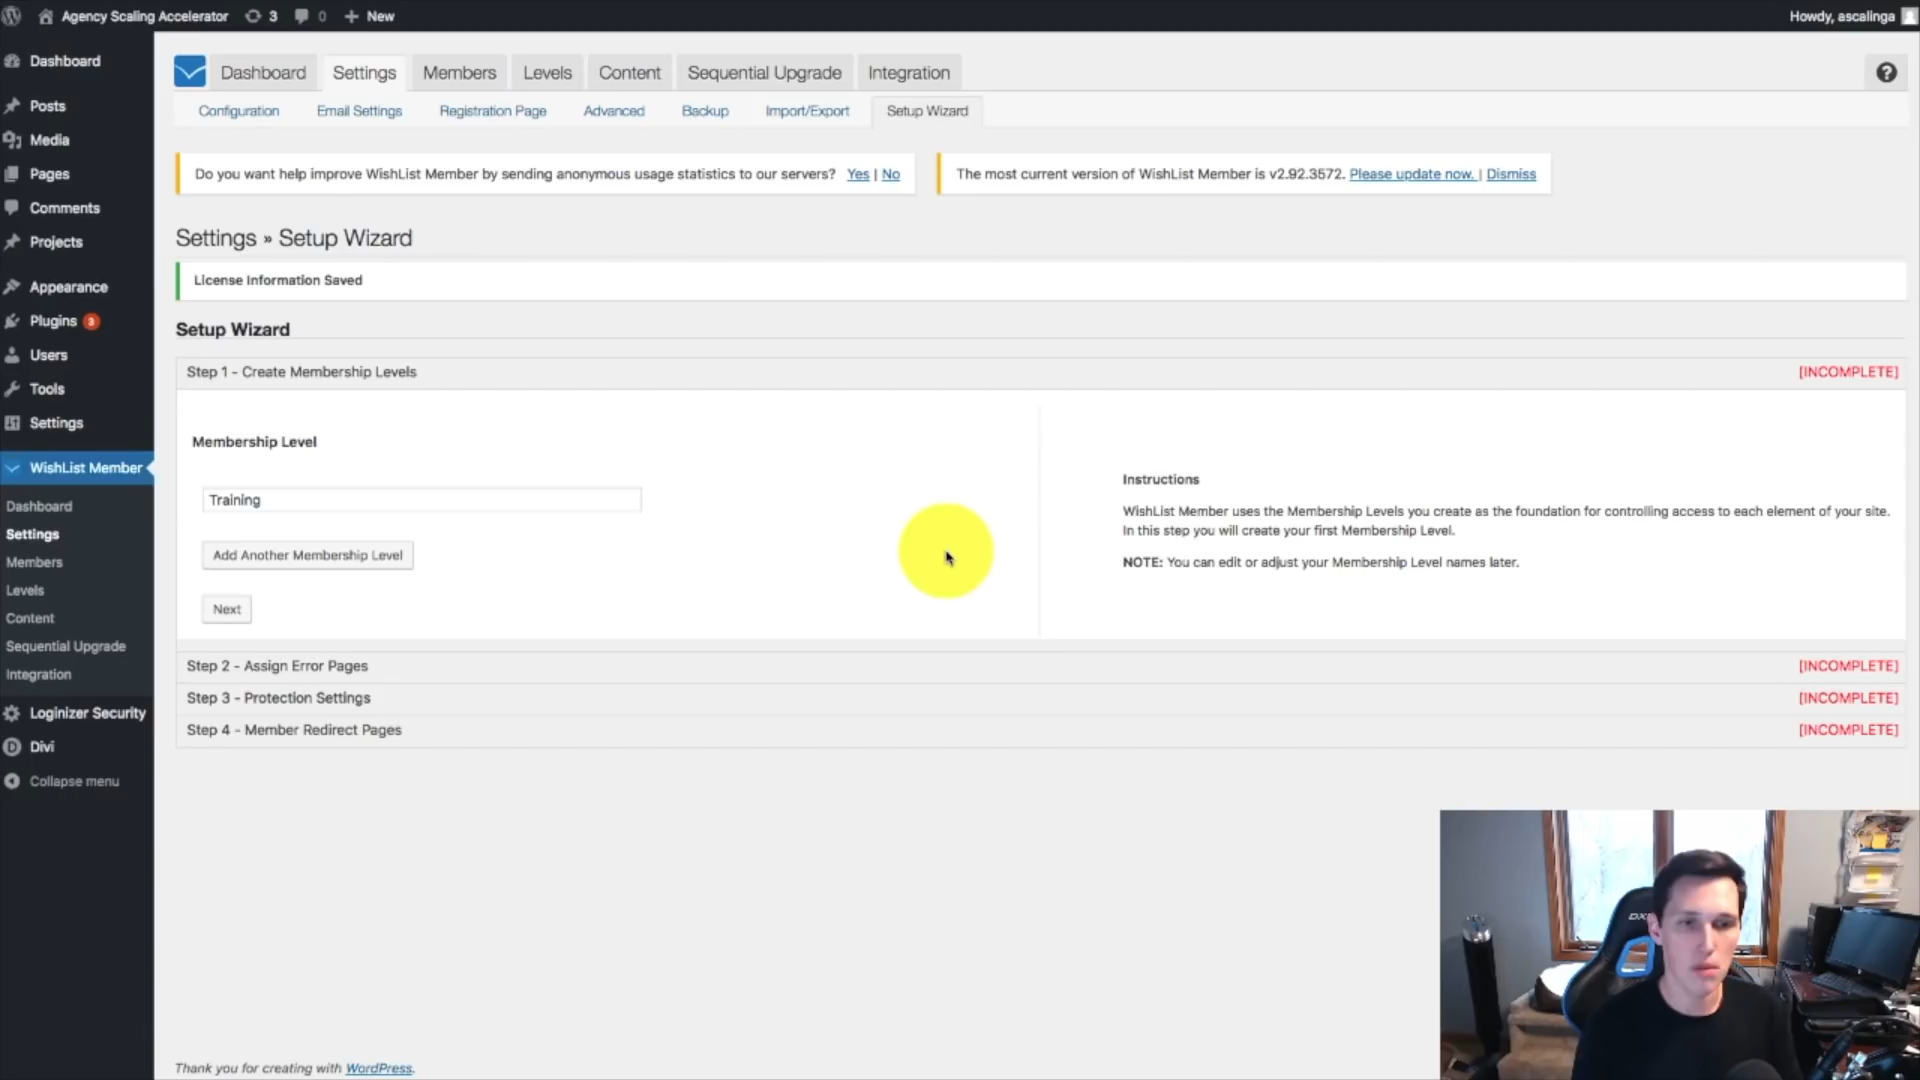 Agency Scaling Accelerator 3 0 New Howdy, ascalinga
Dashboard
Posts
Media
Pages
Comments
Projects
Appearance
Plugins 3
Users
Tools
Settings
WishList Member
Dashboard
Settings
Members
Levels
Content
Sequential Upgrade
Integration
Loginizer Security
Divi
Collapse menu
Dashboard Settings Members Levels Content Sequential Upgrade Integration ?
Configuration Email Settings Registration Page Advanced Backup Import/Export Setup Wizard
Do you want help improve WishList Member by sending anonymous usage statistics to our servers? Yes | No
The most current version of WishList Member is v2.92.3572. Please update now. | Dismiss
Settings » Setup Wizard
License Information Saved
Setup Wizard
Step 1 - Create Membership Levels [INCOMPLETE]
Membership Level
Training
Add Another Membership Level
Next
Instructions
WishList Member uses the Membership Levels you create as the foundation for controlling access to each element of your site.
In this step you will create your first Membership Level.
NOTE: You can edit or adjust your Membership Level names later.
Step 2 - Assign Error Pages [INCOMPLETE]
Step 3 - Protection Settings [INCOMPLETE]
Step 4 - Member Redirect Pages [INCOMPLETE]
Thank you for creating with WordPress.